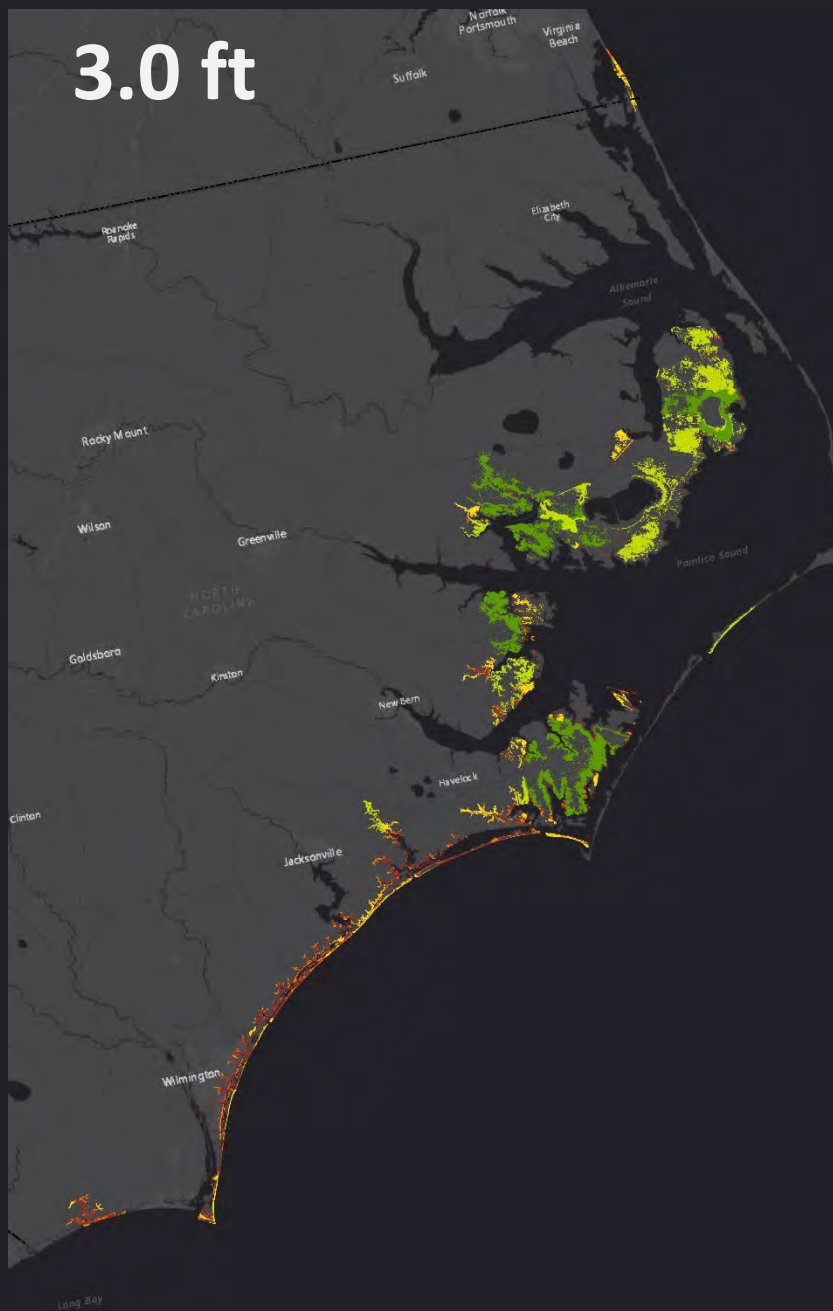 3.0 ft
Norfolk
Portsmouth
Virginia
Beach
Suffolk
Elizabeth
City
Roanoke
Rapids
Albemarle
Sound
Rocky Mount
Wilson
Greenville
Pamlico Sound
NORTH
CAROLINA
Goldsboro
Kinston
New Bern
Havelock
Clinton
Jacksonville
Wilmington
Long Bay